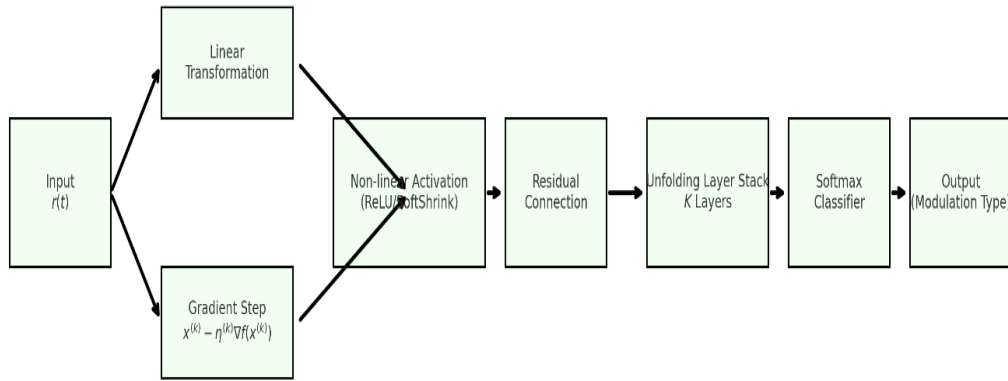 Input
r(t)
Linear
Transformation
Gradient Step
x^(k) − η^(k)∇f(x^(k))
Non-linear Activation
(ReLU/SoftShrink)
Residual
Connection
Unfolding Layer Stack
K Layers
Softmax
Classifier
Output
(Modulation Type)